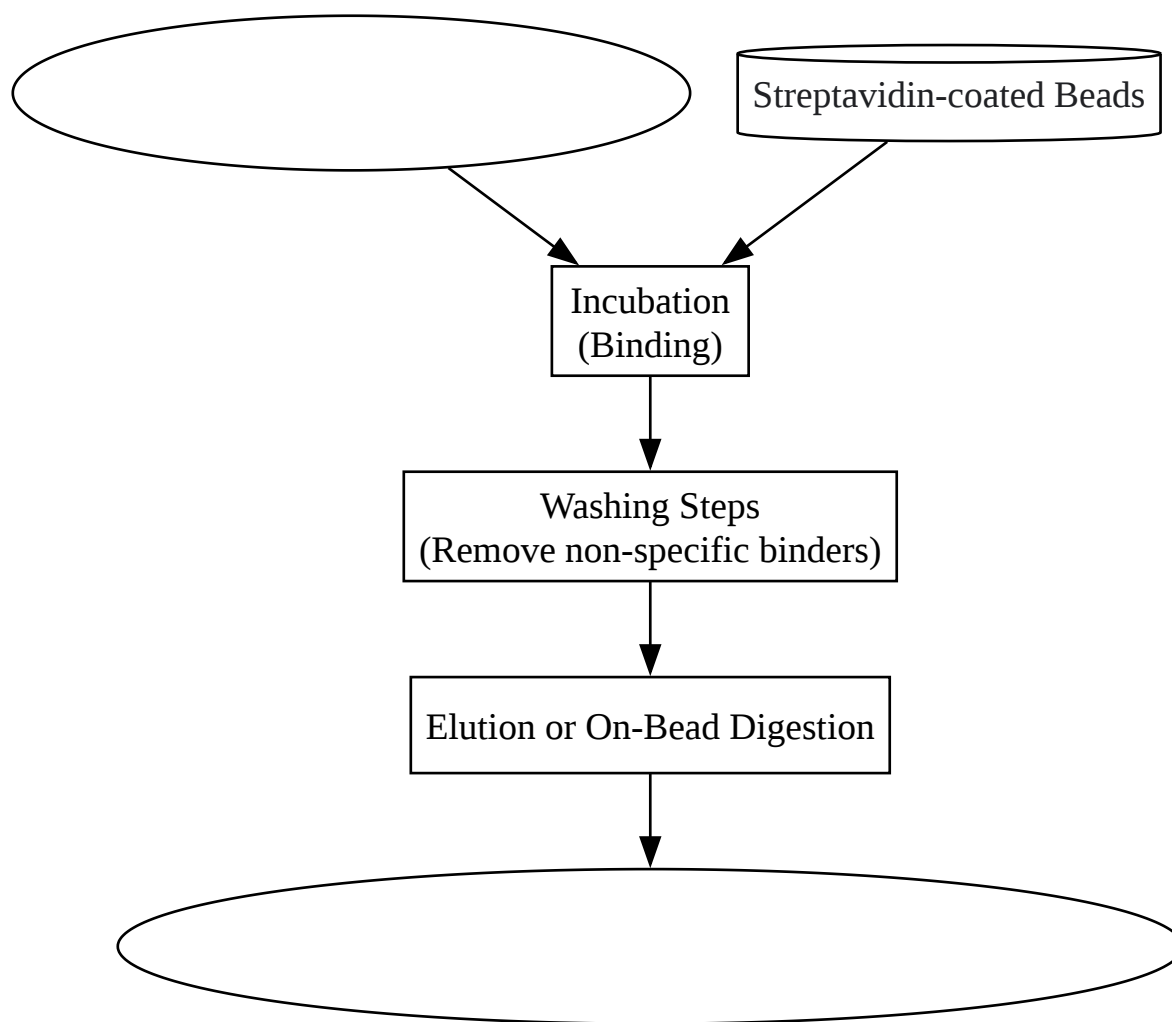 Streptavidin-coated Beads
Incubation
(Binding)
Washing Steps
(Remove non-specific binders)
Elution or On-Bead Digestion